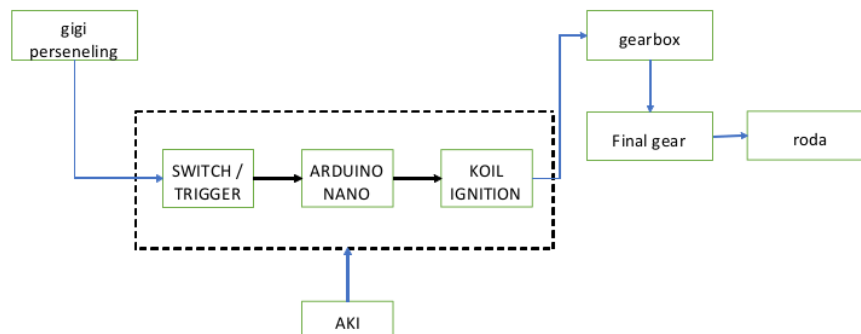 gigi
perseneling
gearbox
Final gear
roda
SWITCH /
TRIGGER
ARDUINO
NANO
KOIL
IGNITION
AKI